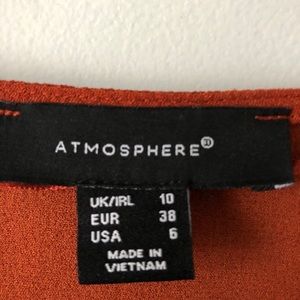 ATMOSPHERE®
UK/IRL 10
EUR 38
USA 6
MADE IN
VIETNAM